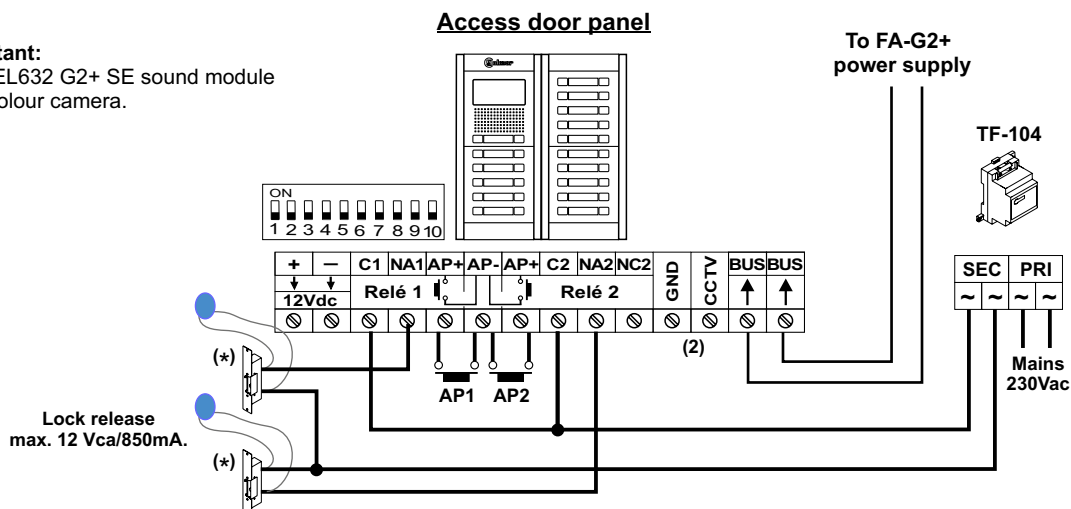 Access door panel
tant:
EL632 G2+ SE sound module
olour camera.
To FA-G2+
power supply
Golmar
TF-104
ON
1 2 3 4 5 6 7 8 9 10
+ − C1 NA1 AP+ AP- AP+ C2 NA2 NC2 GND CCTV BUS BUS
12Vdc Relé 1 Relé 2
SEC PRI
~ ~ ~ ~
(2)
(*)
AP1 AP2
Mains
230Vac
Lock release
max. 12 Vca/850mA.
(*)